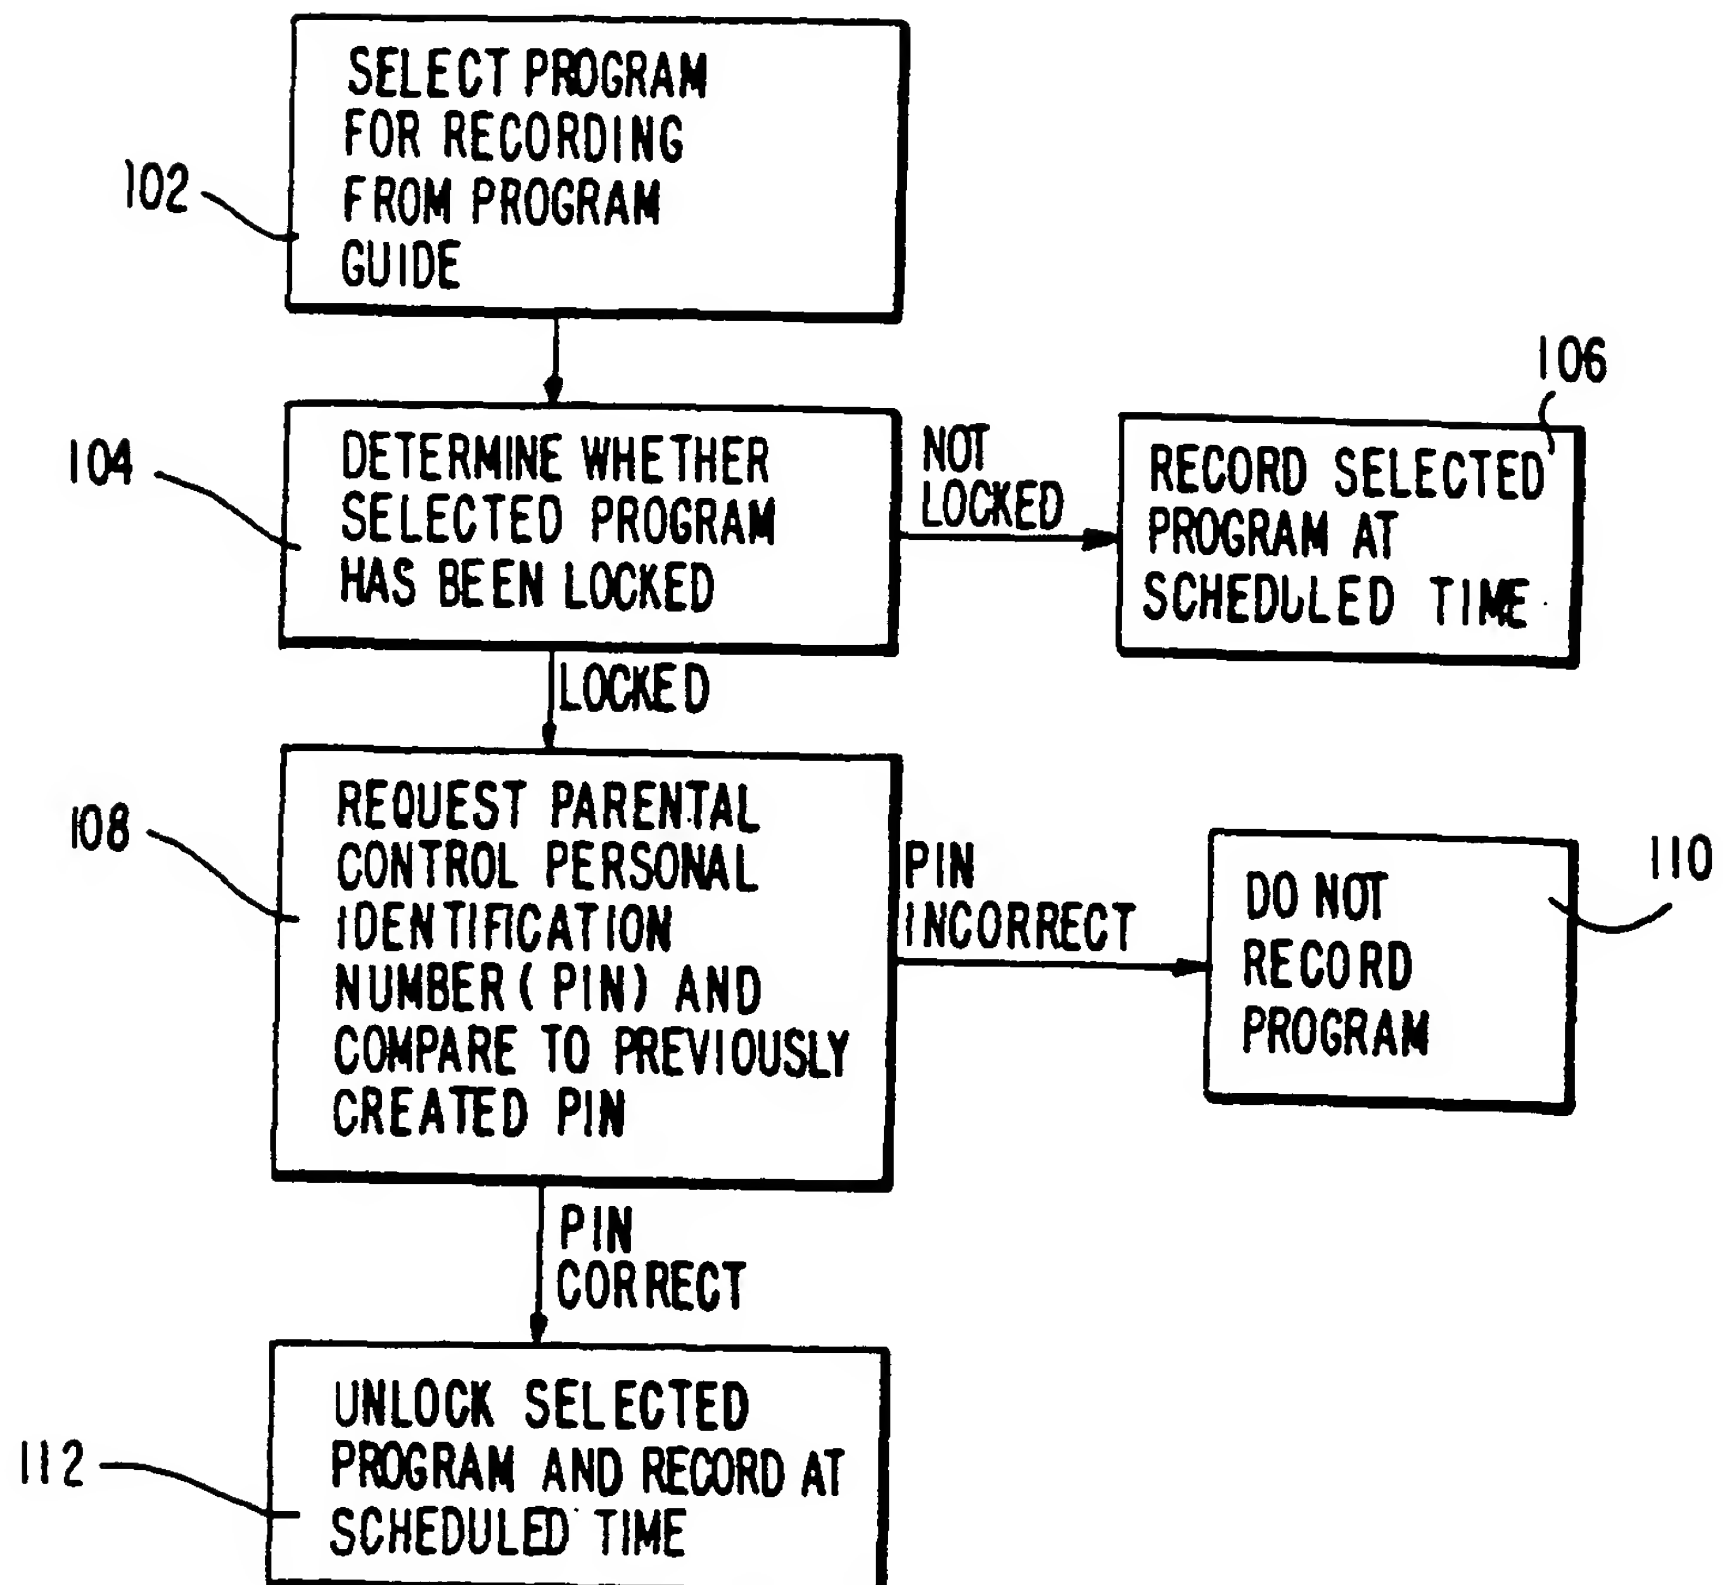 SELECT PROGRAM
FOR RECORDING
FROM PROGRAM
GUIDE
102
106
104
DETERMINE WHETHER
SELECTED PROGRAM
HAS BEEN LOCKED
NOT
LOCKED
RECORD SELECTED
PROGRAM AT
SCHEDULED TIME
LOCKED
108
REQUEST PARENTAL
CONTROL PERSONAL
IDENTIFICATION
NUMBER (PIN) AND
COMPARE TO PREVIOUSLY
CREATED PIN
PIN
INCORRECT
110
DO NOT
RECORD
PROGRAM
PIN
CORRECT
112
UNLOCK SELECTED
PROGRAM AND RECORD AT
SCHEDULED TIME